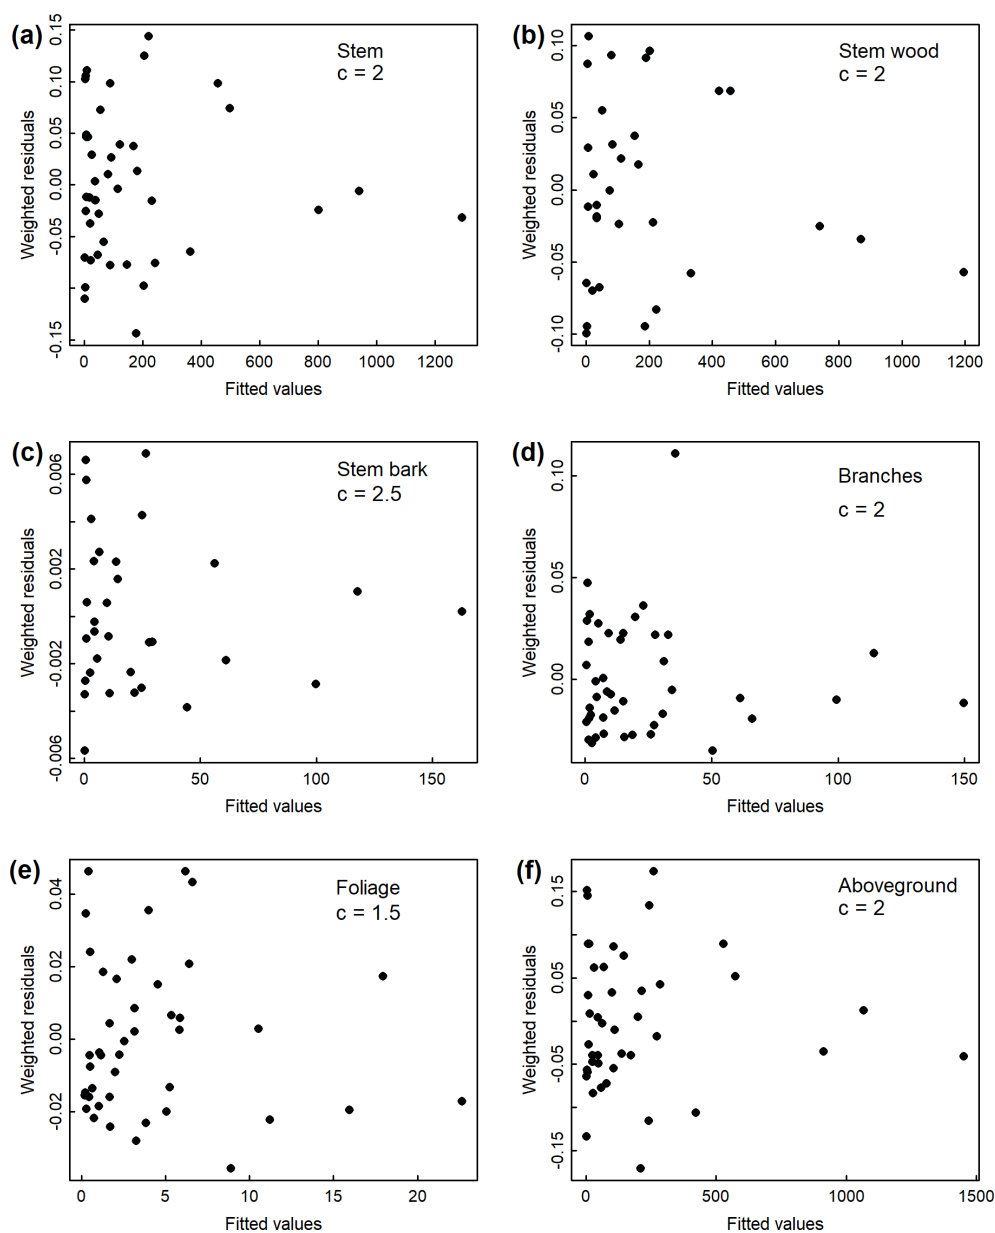 (a)
Stem
c = 2
Weighted residuals
0.15
0.10
0.05
0.00
-0.05
-0.15
0 200 400 600 800 1000 1200
Fitted values
(b)
Stem wood
c = 2
Weighted residuals
0.10
0.05
0.00
-0.05
-0.10
0 200 400 600 800 1000 1200
Fitted values
(c)
Stem bark
c = 2.5
Weighted residuals
0.006
0.002
-0.002
-0.006
0 50 100 150
Fitted values
(d)
Branches
c = 2
Weighted residuals
0.10
0.05
0.00
0 50 100 150
Fitted values
(e)
Foliage
c = 1.5
Weighted residuals
0.04
0.02
0.00
-0.02
0 5 10 15 20
Fitted values
(f)
Aboveground
c = 2
Weighted residuals
0.15
0.05
-0.05
-0.15
0 500 1000 1500
Fitted values